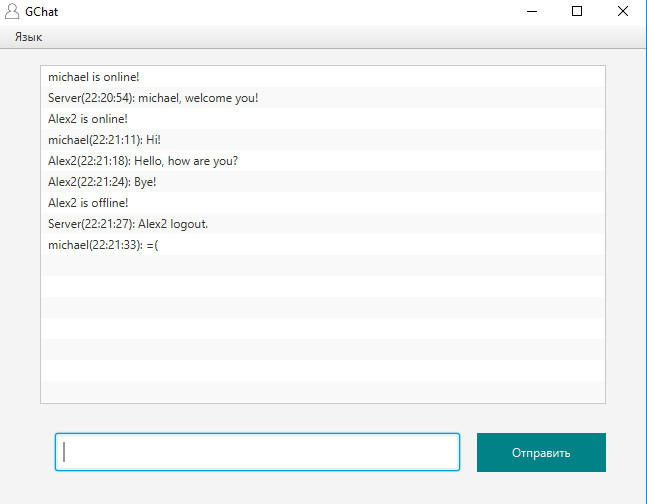 GChat
Язык
michael is online!
Server(22:20:54): michael, welcome you!
Alex2 is online!
michael(22:21:11): Hi!
Alex2(22:21:18): Hello, how are you?
Alex2(22:21:24): Bye!
Alex2 is offline!
Server(22:21:27): Alex2 logout.
michael(22:21:33): =(
Отправить